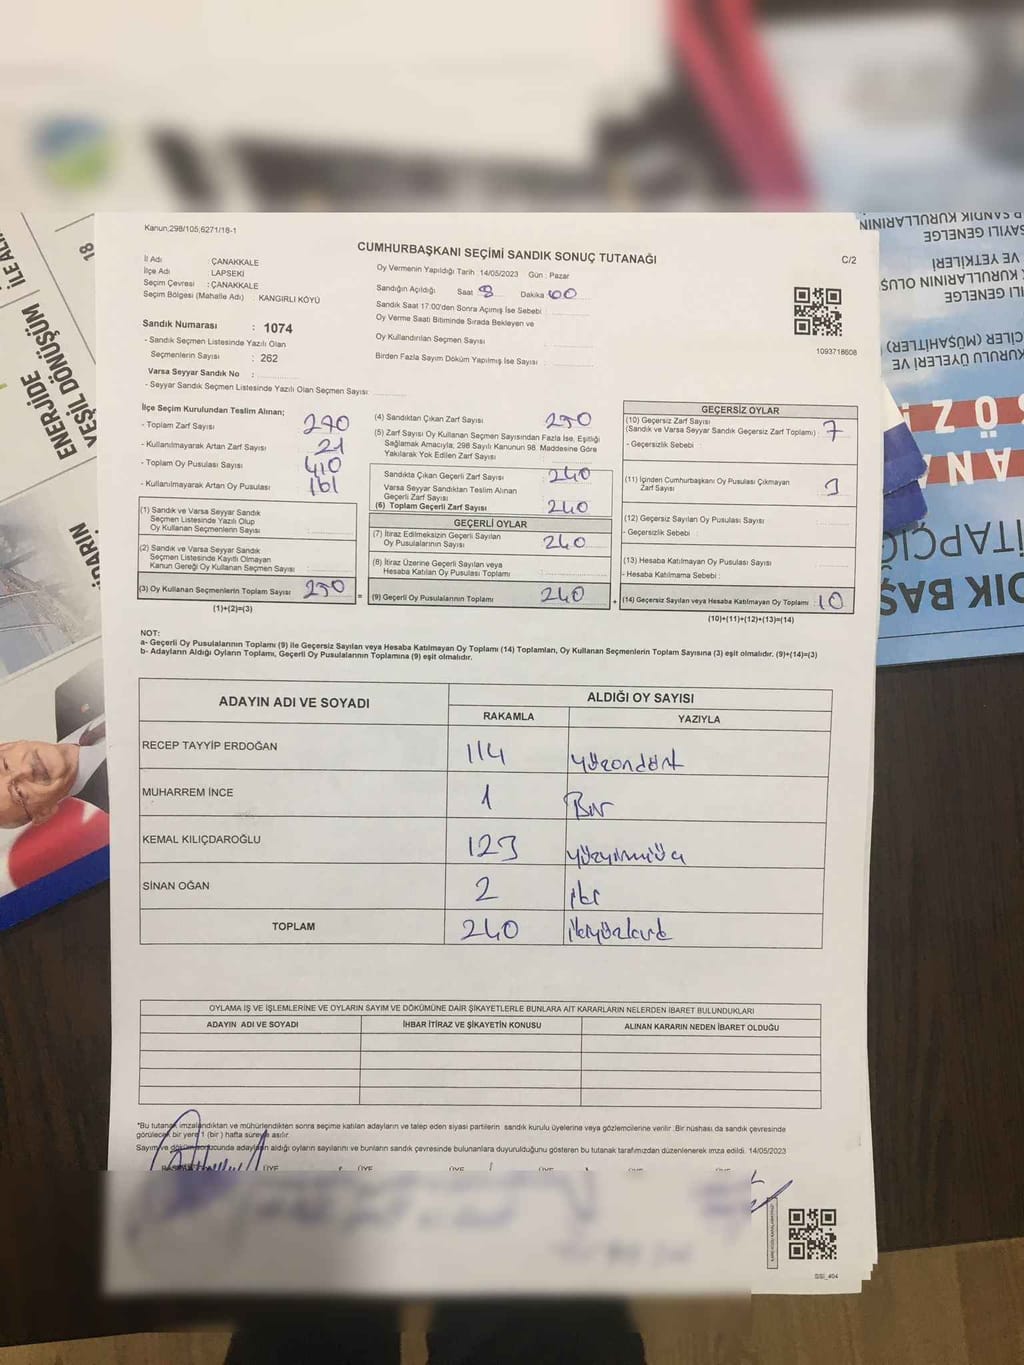 Kanun;298/105,6271/18-1
CUMHURBAŞKANI SEÇİMİ SANDIK SONUÇ TUTANAĞI
C/2
İl Adı : ÇANAKKALE
İlçe Adı LAPSEKİ
Seçim Çevresi : ÇANAKKALE
Seçim Bölgesi (Mahalle Adı) : KANGIRLI KÖYÜ
Oy Vermenin Yapıldığı Tarih :14/05/2023 Gün : Pazar
Sandığın Açıldığı Saat 8 Dakika 00
Sandık Saat 17:00'den Sonra Açımış İse Sebebi :
Oy Verme Saati Bitiminde Sırada Bekleyen ve
Oy Kullandırılan Seçmen Sayısı :
Birden Fazla Sayım Döküm Yapılmış İse Sayısı :
1093718608
Sandık Numarası : 1074
- Sandık Seçmen Listesinde Yazılı Olan
Seçmenlerin Sayısı : 262
Varsa Seyyar Sandık No :
- Seyyar Sandık Seçmen Listesinde Yazılı Olan Seçmen Sayısı
İlçe Seçim Kurulundan Teslim Alınan;
- Toplam Zarf Sayısı 270
- Kullanılmayarak Artan Zarf Sayısı 21
- Toplam Oy Pusulası Sayısı 410
- Kullanılmayarak Artan Oy Pusulası 161
(1) Sandık ve Varsa Seyyar Sandık
Seçmen Listesinde Yazılı Olup
Oy Kullanan Seçmenlerin Sayısı
(2) Sandık ve Varsa Seyyar Sandık
Seçmen Listesinde Kayıtlı Olmayan
Kanun Gereği Oy Kullanan Seçmen Sayısı
(3) Oy Kullanan Seçmenlerin Toplam Sayısı 250
(1)+(2)=(3)
(4) Sandıktan Çıkan Zarf Sayısı 250
(5) Zarf Sayısı Oy Kullanan Seçmen Sayısından Fazla İse, Eşitliği
Sağlamak Amacıyla, 298 Sayılı Kanunun 98. Maddesine Göre
Yakılarak Yok Edilen Zarf Sayısı
Sandıkta Çıkan Geçerli Zarf Sayısı 240
Varsa Seyyar Sandıktan Teslim Alınan
Geçerli Zarf Sayısı
(6) Toplam Geçerli Zarf Sayısı 240
GEÇERLİ OYLAR
(7) İtiraz Edilmeksizin Geçerli Sayılan
Oy Pusulalarının Sayısı 240
(8) İtiraz Üzerine Geçerli Sayılan veya
Hesaba Katılan Oy Pusulası Toplamı
= (9) Geçerli Oy Pusulalarının Toplamı 240
GEÇERSİZ OYLAR
(10) Geçersiz Zarf Sayısı
(Sandık ve Varsa Seyyar Sandık Geçersiz Zarf Toplamı) 7
- Geçersizlik Sebebi :
(11) İçinden Cumhurbaşkanı Oy Pusulası Çıkmayan
Zarf Sayısı 3
(12) Geçersiz Sayılan Oy Pusulası Sayısı
- Geçersizlik Sebebi :
(13) Hesaba Katılmayan Oy Pusulası Sayısı
- Hesaba Katılmama Sebebi :
+ (14) Geçersiz Sayılan veya Hesaba Katılmayan Oy Toplamı 10
(10)+(11)+(12)+(13)=(14)
NOT:
a- Geçerli Oy Pusulalarının Toplamı (9) ile Geçersiz Sayılan veya Hesaba Katılmayan Oy Toplamı (14) Toplamları, Oy Kullanan Seçmenlerin Toplam Sayısına (3) eşit olmalıdır. (9)+(14)=(3)
b- Adayların Aldığı Oyların Toplamı, Geçerli Oy Pusulalarının Toplamına (9) eşit olmalıdır.
ADAYIN ADI VE SOYADI
ALDIĞI OY SAYISI
RAKAMLA YAZIYLA
RECEP TAYYİP ERDOĞAN 114 yüzondört
MUHARREM İNCE 1 Bir
KEMAL KILIÇDAROĞLU 123
SİNAN OĞAN 2 iki
TOPLAM 240 ikiyüzkırk
OYLAMA İŞ VE İŞLEMLERİNE VE OYLARIN SAYIM VE DÖKÜMÜNE DAİR ŞİKAYETLERLE BUNLARA AİT KARARLARIN NELERDEN İBARET BULUNDUKLARI
ADAYIN ADI VE SOYADI İHBAR İTİRAZ VE ŞİKAYETİN KONUSU ALINAN KARARIN NEDEN İBARET OLDUĞU
*Bu tutanak imzalandıktan ve mühürlendikten sonra seçime katılan adayların ve talep eden siyasi partilerin sandık kurulu üyelerine veya gözlemcilerine verilir .Bir nüshası da sandık çevresinde
görülecek bir yere 1 (bir ) hafta süreyle asılır.
Sayım ve döküm sonucunda adayların aldığı oyların sayılarını ve bunların sandık çevresinde bulunanlara duyurulduğunu gösteren bu tutanak tarafımızdan düzenlenerek imza edildi. 14/05/2023
ÜYE ÜYE ÜYE ÜYE
SSİ_404
ENERJİDE
YEŞİL DÖNÜŞÜM
18